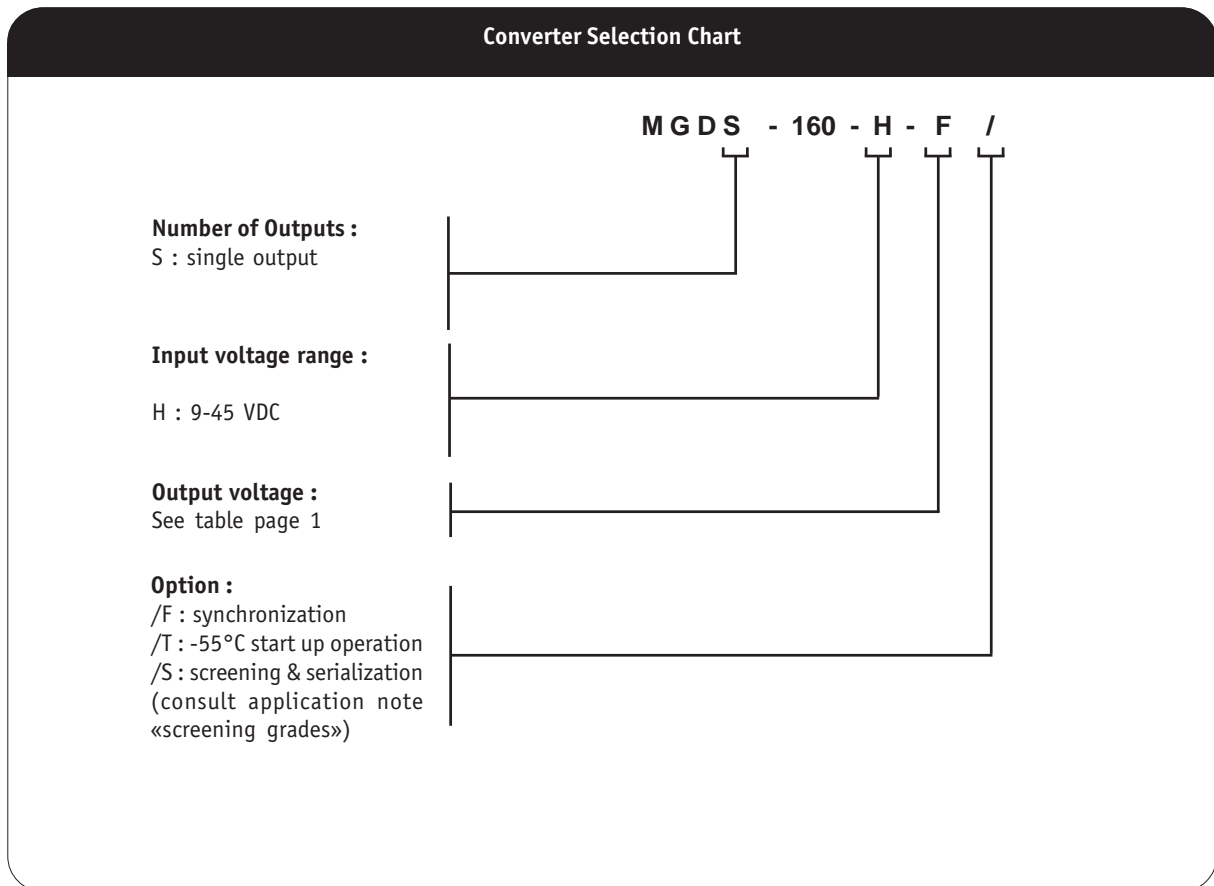 Converter Selection Chart
M G D S - 160 - H - F /
Number of Outputs :
S : single output
Input voltage range :
H : 9-45 VDC
Output voltage :
See table page 1
Option :
/F : synchronization
/T : -55°C start up operation
/S : screening & serialization
(consult application note
«screening grades»)